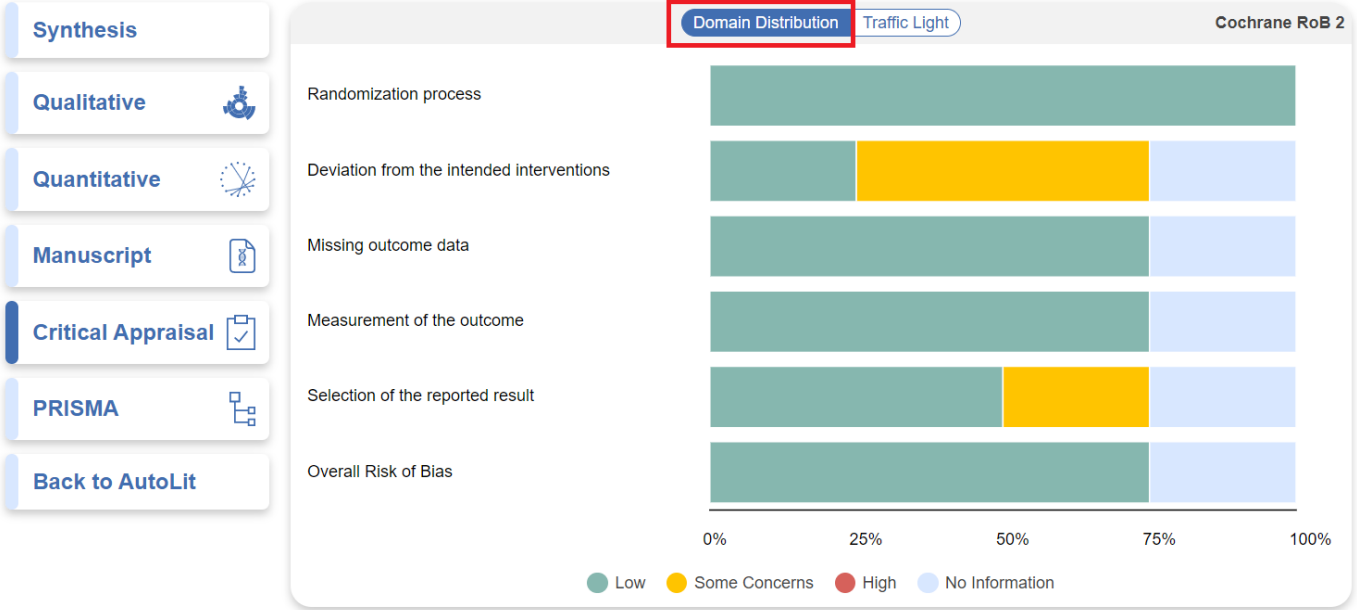 Synthesis
Qualitative
Quantitative
Manuscript
Critical Appraisal
PRISMA
Back to AutoLit
Domain Distribution
Traffic Light
Cochrane RoB 2
Randomization process
Deviation from the intended interventions
Missing outcome data
Measurement of the outcome
Selection of the reported result
Overall Risk of Bias
0% 25% 50% 75% 100%
Low Some Concerns High No Information